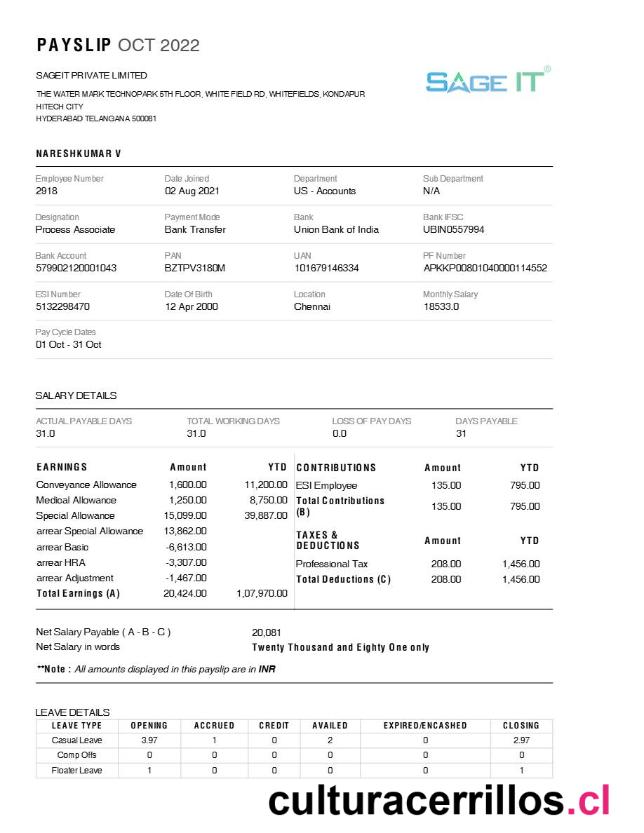 PAYSLIP OCT 2022
SAGEIT PRIVATE LIMITED
SAGE IT®
THE WATER MARK TECHNOPARK 5TH FLOOR, WHITE FIELD RD, WHITEFIELDS, KONDAPUR
HITECH CITY
HYDERABAD TELANGANA 500081
NARESHKUMAR V
Employee Number Date Joined Department Sub Department
2918 02 Aug 2021 US - Accounts N/A
Designation Payment Mode Bank Bank IFSC
Process Associate Bank Transfer Union Bank of India UBIN0557994
Bank Account PAN UAN PF Number
579902120001043 BZTPV3180M 101679146334 APKKP00801040000114552
ESI Number Date Of Birth Location Monthly Salary
5132298470 12 Apr 2000 Chennai 18533.0
Pay Cycle Dates
01 Oct - 31 Oct
SALARY DETAILS
ACTUAL PAYABLE DAYS TOTAL WORKING DAYS LOSS OF PAY DAYS DAYS PAYABLE
31.0 31.0 0.0 31
EARNINGS Amount YTD
Conveyance Allowance 1,600.00 11,200.00
Medical Allowance 1,250.00 8,750.00
Special Allowance 15,099.00 39,887.00
arrear Special Allowance 13,862.00
arrear Basic -6,613.00
arrear HRA -3,307.00
arrear Adjustment -1,467.00
Total Earnings (A) 20,424.00 1,07,970.00
CONTRIBUTIONS Amount YTD
ESI Employee 135.00 795.00
Total Contributions
(B) 135.00 795.00
TAXES &
DEDUCTIONS Amount YTD
Professional Tax 208.00 1,456.00
Total Deductions (C) 208.00 1,456.00
Net Salary Payable ( A - B - C ) 20,081
Net Salary in words Twenty Thousand and Eighty One only
**Note : All amounts displayed in this payslip are in INR
LEAVE DETAILS
LEAVE TYPE OPENING ACCRUED CREDIT AVAILED EXPIRED/ENCASHED CLOSING
Casual Leave 3.97 1 0 2 0 2.97
Comp Offs 0 0 0 0 0 0
Floater Leave 1 0 0 0 0 1
culturacerrillos.cl